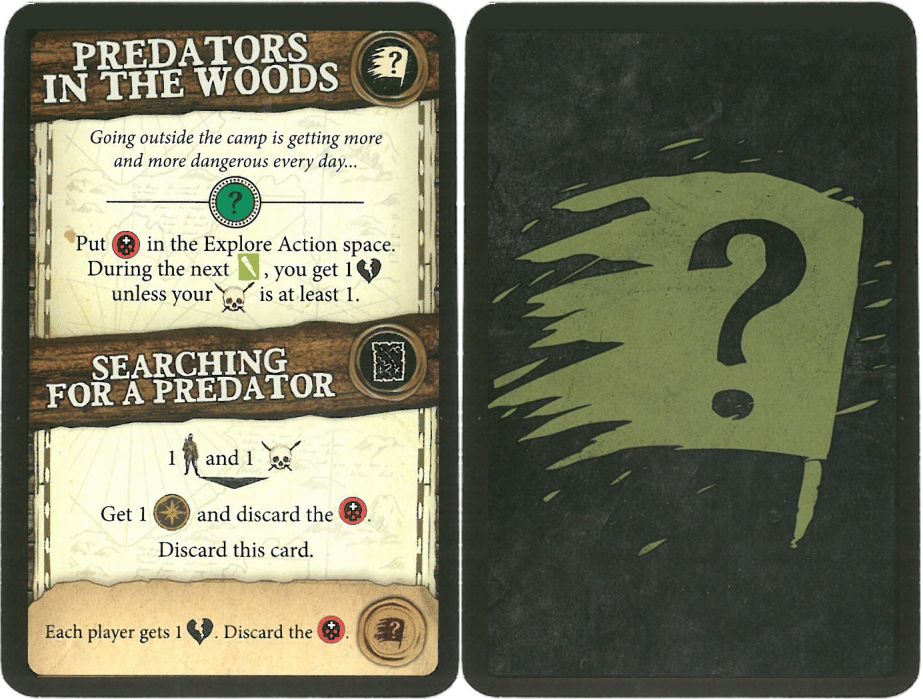 PREDATORS
IN THE WOODS
?
Going outside the camp is getting more
and more dangerous every day...
?
Put in the Explore Action space.
During the next , you get 1
unless your is at least 1.
SEARCHING
FOR A PREDATOR
1 and 1
Get 1 and discard the .
Discard this card.
Each player gets 1 . Discard the .
?
?